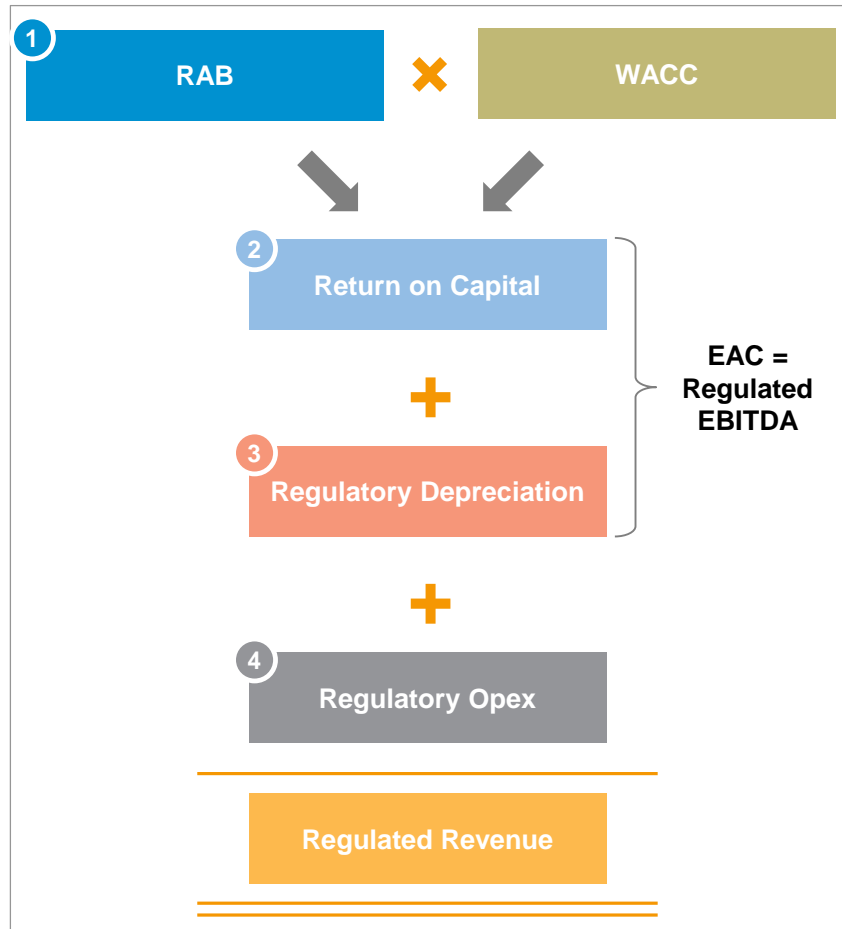 1
RAB
WACC
2
Return on Capital
EAC =
Regulated
EBITDA
3
Regulatory Depreciation
4
Regulatory Opex
Regulated Revenue